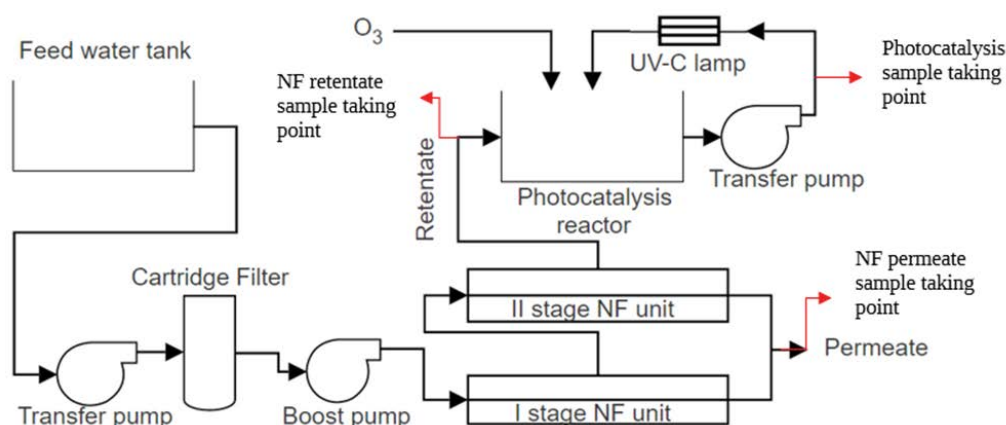 Feed water tank
O3
UV-C lamp
Photocatalysis
sample taking
point
NF retentate
sample taking
point
Retentate
Transfer pump
Photocatalysis
reactor
Cartridge Filter
II stage NF unit
NF permeate
sample taking
point
Permeate
Transfer pump
Boost pump
I stage NF unit